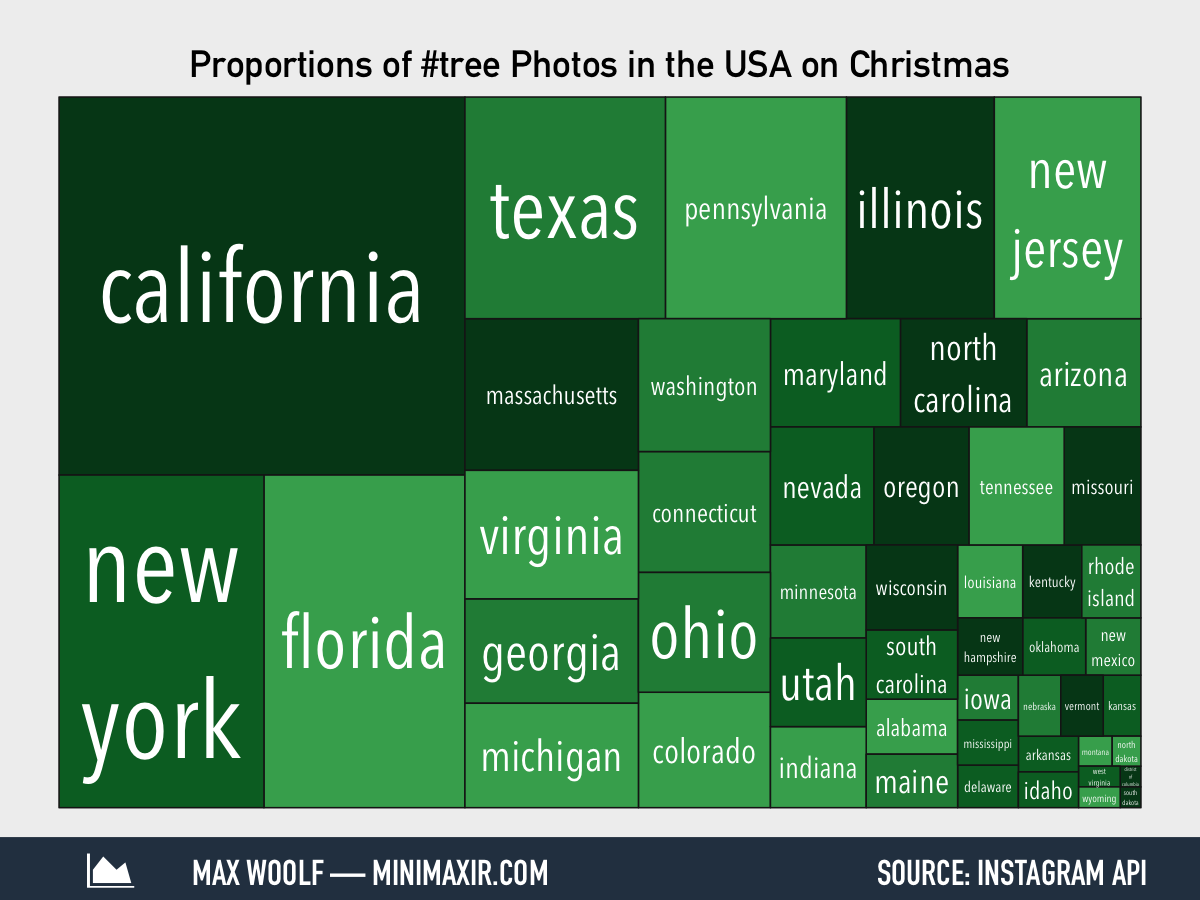 Proportions of #tree Photos in the USA on Christmas
california
texas
pennsylvania
illinois
new
jersey
massachusetts
washington
maryland
north
carolina
arizona
new
york
florida
virginia
georgia
michigan
connecticut
ohio
colorado
nevada
oregon
tennessee
missouri
minnesota
utah
indiana
wisconsin
south
carolina
alabama
maine
louisiana
kentucky
rhode
island
new
hampshire
oklahoma
new
mexico
iowa
mississippi
delaware
nebraska
vermont
kansas
arkansas
idaho
montana
north
dakota
west
virginia
wyoming
district
of
columbia
south
dakota
MAX WOOLF — MINIMAXIR.COM
SOURCE: INSTAGRAM API